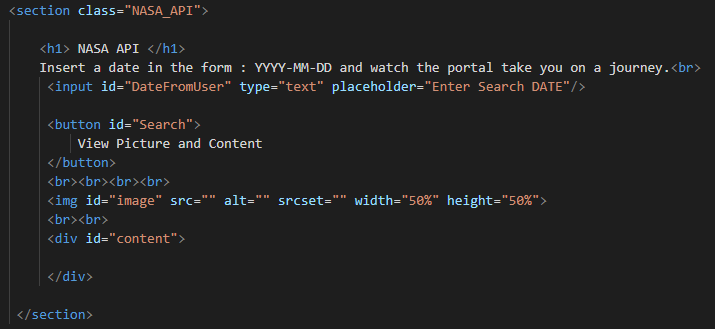 <section class="NASA_API">
<h1> NASA API </h1>
Insert a date in the form : YYYY-MM-DD and watch the portal take you on a journey.<br>
<input id="DateFromUser" type="text" placeholder="Enter Search DATE"/>
<button id="Search">
View Picture and Content
</button>
<br><br><br><br>
<img id="image" src="" alt="" srcset="" width="50%" height="50%">
<br><br>
<div id="content">
</div>
</section>